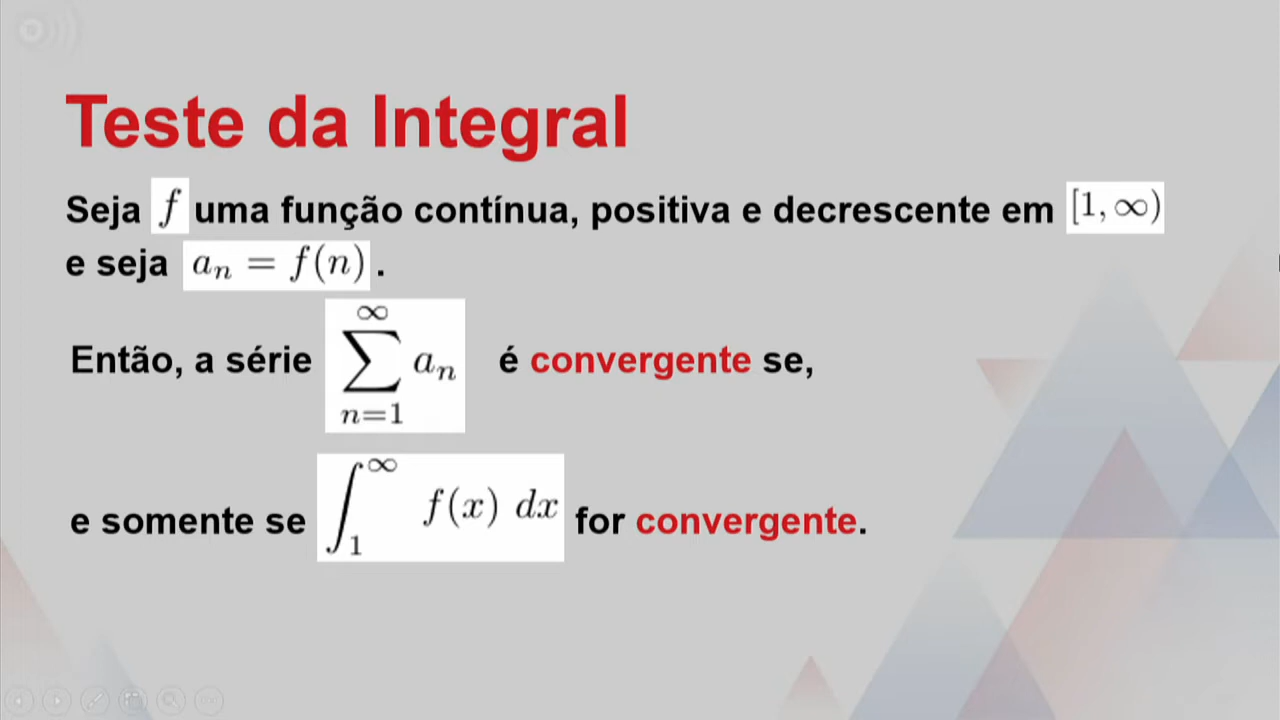 Teste da Integral
Seja f uma função contínua, positiva e decrescente em [1, ∞)
e seja aₙ = f(n) .
Então, a série ∑_{n=1}^{∞} aₙ é convergente se,
e somente se ∫_{1}^{∞} f(x) dx for convergente.